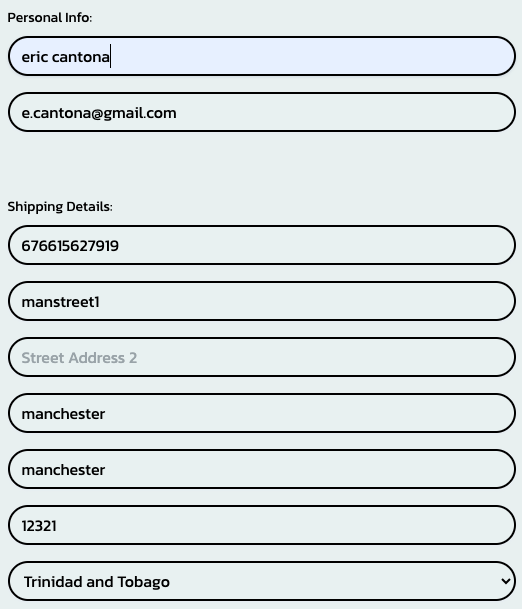 Personal Info:
eric cantona
e.cantona@gmail.com
Shipping Details:
676615627919
manstreet1
Street Address 2
manchester
manchester
12321
Trinidad and Tobago